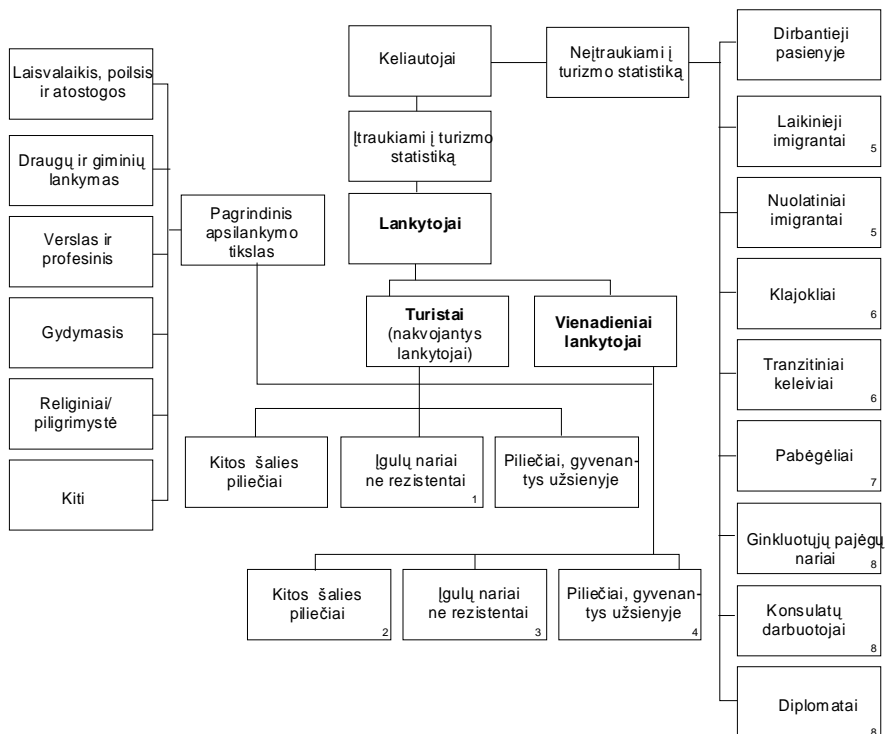 Keliautojai
Neįtraukiami į
turizmo statistiką
Įtraukiami į turizmo
statistiką
Lankytojai
Turistai
(nakvojantys
lankytojai)
Vienadieniai
lankytojai
Pagrindinis
apsilankymo
tikslas
Laisvalaikis, poilsis
ir atostogos
Draugų ir giminių
lankymas
Verslas ir
profesinis
Gydymasis
Religiniai/
piligrimystė
Kiti
Kitos šalies
piliečiai
Įgulų nariai
ne rezistentai
1
Piliečiai, gyvenan-
tys užsienyje
Kitos šalies
piliečiai
2
Įgulų nariai
ne rezistentai
3
Piliečiai, gyvenan-
tys užsienyje
4
Dirbantieji
pasienyje
Laikinieji
imigrantai
5
Nuolatiniai
imigrantai
5
Klajokliai
6
Tranzitiniai
keleiviai
6
Pabėgėliai
7
Ginkluotųjų pajėgų
nariai
8
Konsulatų
darbuotojai
8
Diplomatai
8